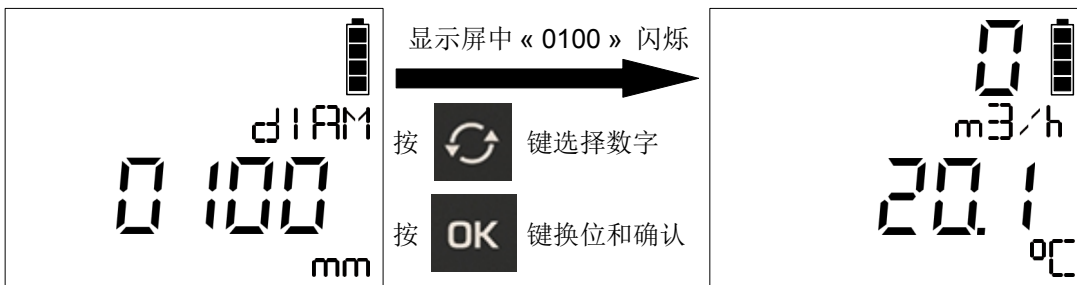 dIAM
0100
mm
显示屏中 « 0100 » 闪烁
按 键选择数字
按 OK 键换位和确认
0
m3/h
20.1
°C